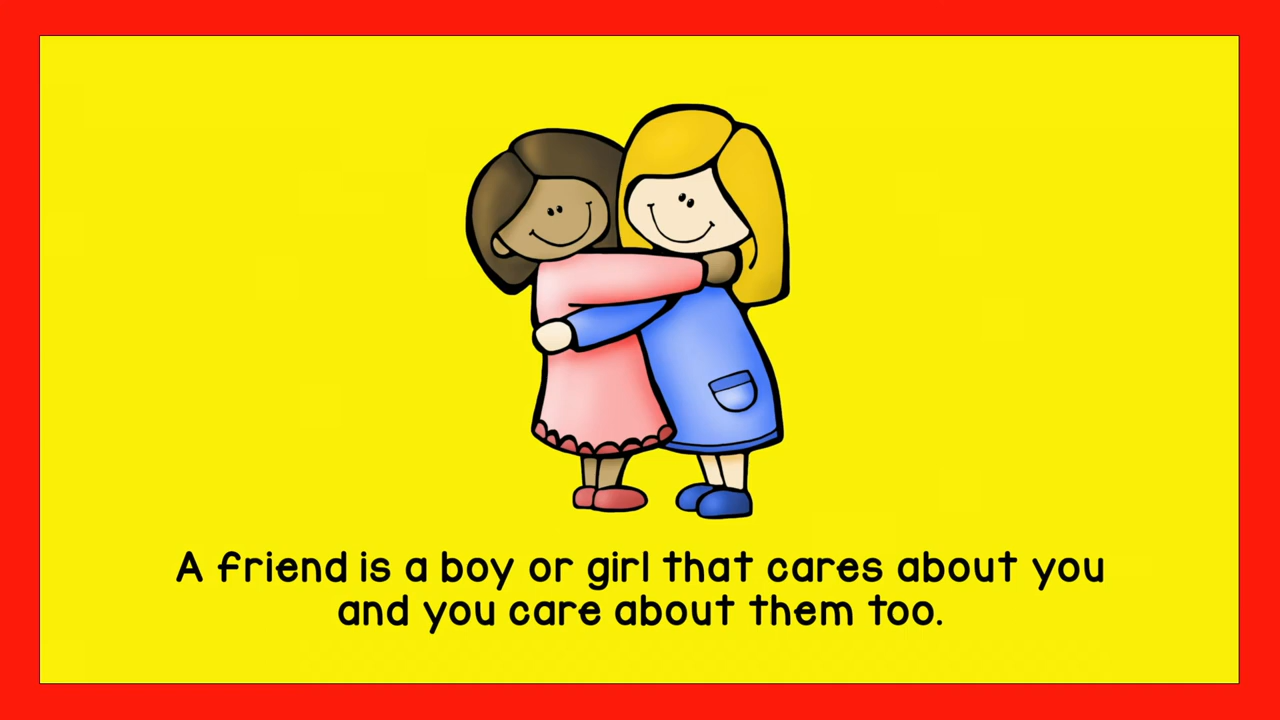 A friend is a boy or girl that cares about you
and you care about them too.